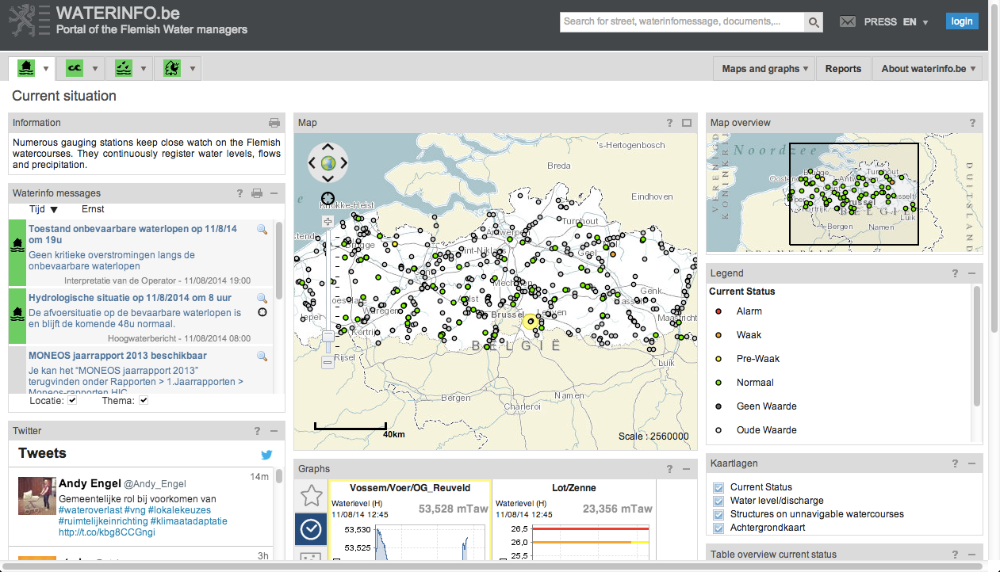 WATERINFO.be
Portal of the Flemish Water managers
Search for street, waterinfomessage, documents,...
PRESS EN
login
Maps and graphs
Reports
About waterinfo.be
Current situation
Information
Numerous gauging stations keep close watch on the Flemish
watercourses. They continuously register water levels, flows
and precipitation.
Waterinfo messages
?
Tijd
Ernst
Toestand onbevaarbare waterlopen op 11/8/14
om 19u
Geen kritieke overstromingen langs de
onbevaarbare waterlopen
Interpretatie van de Operator - 11/08/2014 19:00
Hydrologische situatie op 11/8/2014 om 8 uur
De afvoersituatie op de bevaarbare waterlopen is
en blijft de komende 48u normaal.
Hoogwaterbericht - 11/08/2014 08:00
MONEOS jaarrapport 2013 beschikbaar
Je kan het "MONEOS jaarrapport 2013"
terugvinden onder Rapporten > 1.Jaarrapporten >
Moneos-rapporten HIC
Locatie:
Thema:
Twitter
?
Tweets
Andy Engel @Andy_Engel
14m
Gemeentelijke rol bij voorkomen van
#wateroverlast #vng #lokalekeuzes
#ruimtelijkeinrichting #klimaatadaptatie
http://t.co/kbg8CCGngi
3h
Map
?
's-Hertogenbosch
Breda
Eindhoven
Knokke-Heist
Turnhout
Antwerpen
Geel
Mechelen
Genk
Aalst
Brussel
Leuven
Maastricht
Ieper
Waregem
Kortrijk
BELGIË
Rijsel
Luik
Bergen
Namen
Charleroi
40km
Scale : 2560000
Graphs
?
Vossem/Voer/OG_Reuveld
Waterlevel (H)
11/08/14 12:45
53,528 mTaw
53,530
53,525
Lot/Zenne
Waterlevel (H)
11/08/14 12:45
23,356 mTaw
26,5
26,0
25,5
Map overview
?
Noordzee
Turnhout
Brussel
BELGIË
Luik
Bergen
Namen
DUITSLAND
Legend
?
Current Status
Alarm
Waak
Pre-Waak
Normaal
Geen Waarde
Oude Waarde
Kaartlagen
?
Current Status
Water level/discharge
Structures on unnavigable watercourses
Achtergrondkaart
Table overview current status
?